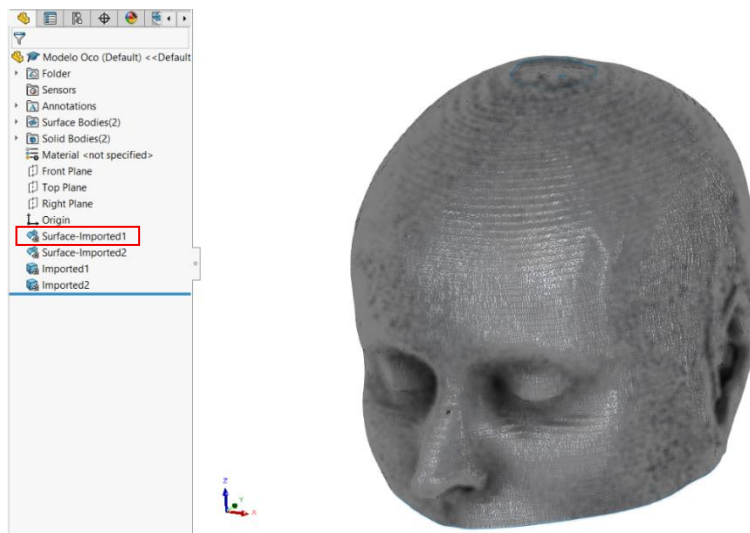 Modelo Oco (Default) <<Default
Folder
Sensors
Annotations
Surface Bodies(2)
Solid Bodies(2)
Material <not specified>
Front Plane
Top Plane
Right Plane
Origin
Surface-Imported1
Surface-Imported2
Imported1
Imported2
Z
Y
X